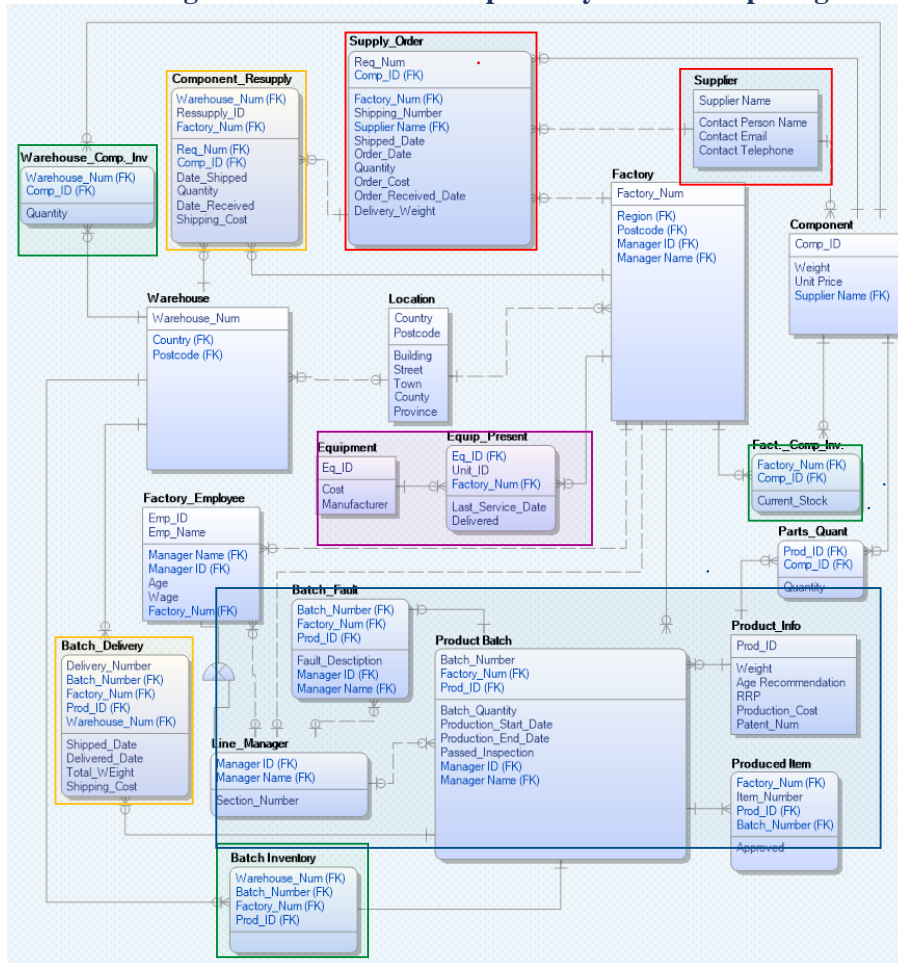 Supply_Order
Req_Num
Comp_ID (FK)
Factory_Num (FK)
Shipping_Number
Supplier Name (FK)
Shipped_Date
Order_Date
Quantity
Order_Cost
Order_Received_Date
Delivery_Weight
Component_Resupply
Warehouse_Num (FK)
Ressupply_ID
Factory_Num (FK)
Req_Num (FK)
Comp_ID (FK)
Date_Shipped
Quantity
Date_Received
Shipping_Cost
Supplier
Supplier Name
Contact Person Name
Contact Email
Contact Telephone
Warehouse_Comp._Inv
Warehouse_Num (FK)
Comp_ID (FK)
Quantity
Factory
Factory_Num
Region (FK)
Postcode (FK)
Manager ID (FK)
Manager Name (FK)
Component
Comp_ID
Weight
Unit Price
Supplier Name (FK)
Warehouse
Warehouse_Num
Country (FK)
Postcode (FK)
Location
Country
Postcode
Building
Street
Town
County
Province
Equipment
Eq_ID
Cost
Manufacturer
Equip_Present
Eq_ID (FK)
Unit_ID
Factory_Num (FK)
Last_Service_Date
Delivered
Fact._Comp_Inv.
Factory_Num (FK)
Comp_ID (FK)
Current_Stock
Factory_Employee
Emp_ID
Emp_Name
Manager Name (FK)
Manager ID (FK)
Age
Wage
Factory_Num(FK)
Parts_Quant
Prod_ID (FK)
Comp_ID (FK)
Quantity
Batch_Fault
Batch_Number (FK)
Factory_Num (FK)
Prod_ID (FK)
Fault_Desctiption
Manager ID (FK)
Manager Name (FK)
Product Batch
Batch_Number
Factory_Num (FK)
Prod_ID (FK)
Batch_Quantity
Production_Start_Date
Production_End_Date
Passed_Inspection
Manager ID (FK)
Manager Name (FK)
Product_Info
Prod_ID
Weight
Age Recommendation
RRP
Production_Cost
Patent_Num
Batch_Delivery
Delivery_Number
Batch_Number (FK)
Factory_Num (FK)
Prod_ID (FK)
Warehouse_Num (FK)
Shipped_Date
Delivered_Date
Total_Weight
Shipping_Cost
Line_Manager
Manager ID (FK)
Manager Name (FK)
Section_Number
Produced Item
Factory_Num (FK)
Item_Number
Prod_ID (FK)
Batch_Number (FK)
Approved
Batch Inventory
Warehouse_Num (FK)
Batch_Number (FK)
Factory_Num (FK)
Prod_ID (FK)